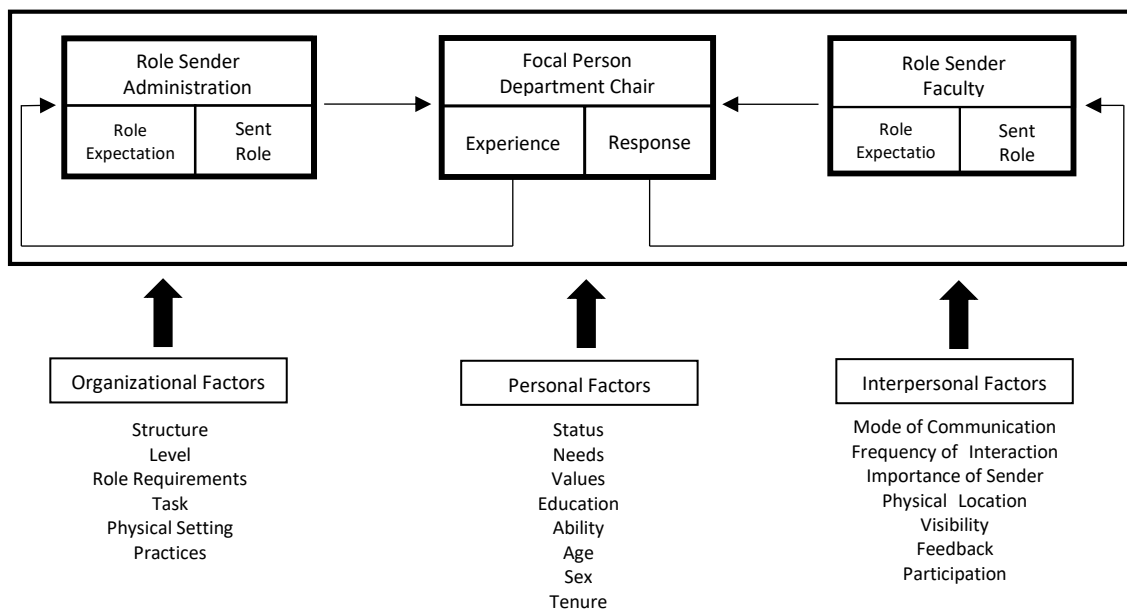 Role Sender
Administration
Role
Expectation
Sent
Role
Focal Person
Department Chair
Experience
Response
Role Sender
Faculty
Role
Expectatio
Sent
Role
Organizational Factors
Structure
Level
Role Requirements
Task
Physical Setting
Practices
Personal Factors
Status
Needs
Values
Education
Ability
Age
Sex
Tenure
Interpersonal Factors
Mode of Communication
Frequency of Interaction
Importance of Sender
Physical Location
Visibility
Feedback
Participation